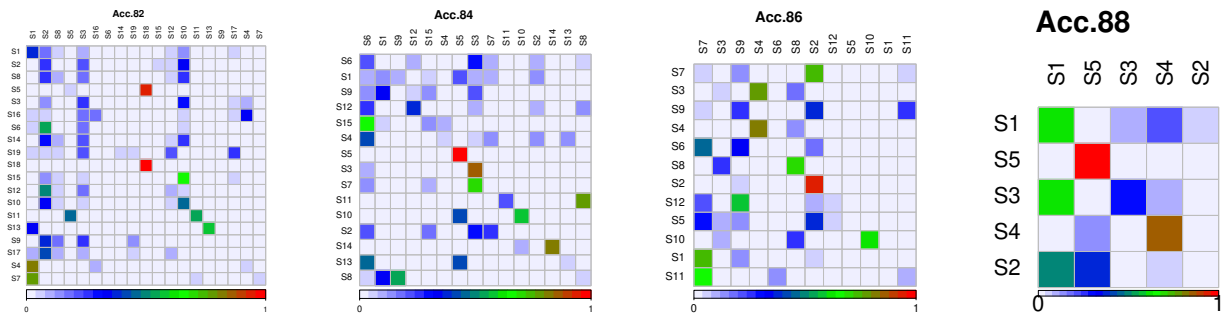 Acc.82
S1 S2 S8 S5 S3 S16 S6 S14 S19 S18 S15 S12 S10 S11 S13 S9 S17 S4 S7
S1
S2
S8
S5
S3
S16
S6
S14
S19
S18
S15
S12
S10
S11
S13
S9
S17
S4
S7
0 1
Acc.84
S6 S1 S9 S12 S15 S4 S5 S3 S7 S11 S10 S2 S14 S13 S8
S6
S1
S9
S12
S15
S4
S5
S3
S7
S11
S10
S2
S14
S13
S8
0 1
Acc.86
S7 S3 S9 S4 S6 S8 S2 S12 S5 S10 S1 S11
S7
S3
S9
S4
S6
S8
S2
S12
S5
S10
S1
S11
0 1
Acc.88
S1 S5 S3 S4 S2
S1
S5
S3
S4
S2
0 1